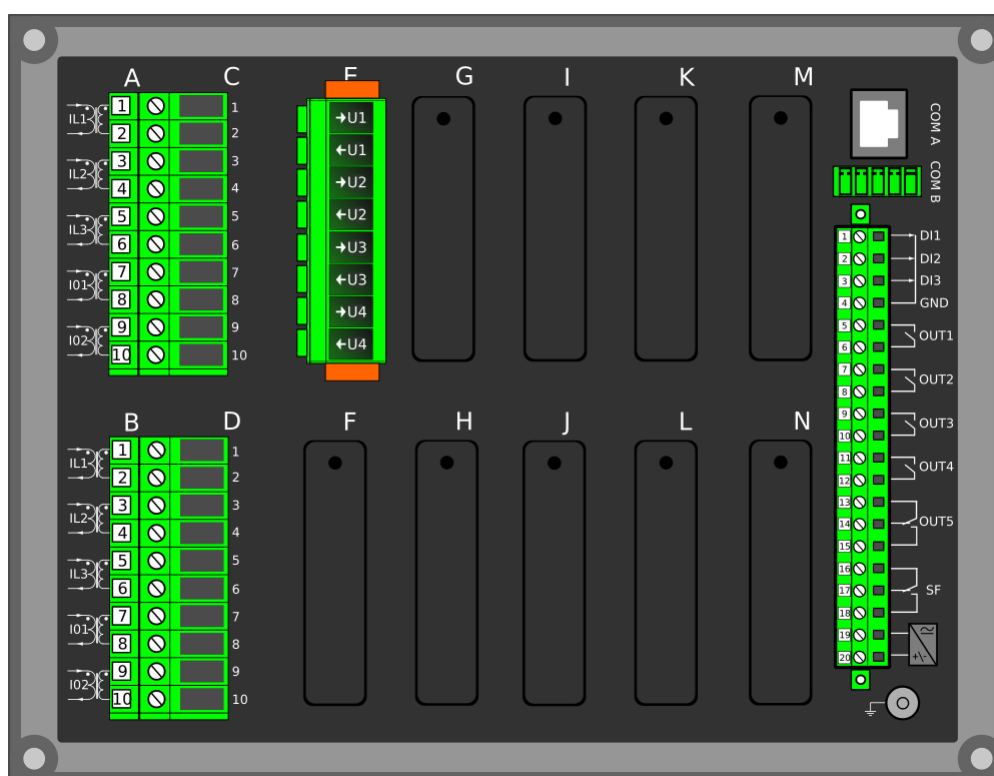 A C E G I K M
IL1 1 1
2 2
IL2 3 3
4 4
IL3 5 5
6 6
I01 7 7
8 8
I02 9 9
10 10
→U1
←U1
→U2
←U2
→U3
←U3
→U4
←U4
COM A
COM B
B D F H J L N
IL1 1 1
2 2
IL2 3 3
4 4
IL3 5 5
6 6
I01 7 7
8 8
I02 9 9
10 10
1 DI1
2 DI2
3 DI3
4 GND
5
OUT1
6
7
OUT2
8
9
OUT3
10
11
OUT4
12
13
14 OUT5
15
16
17 SF
18
19
20 +/-